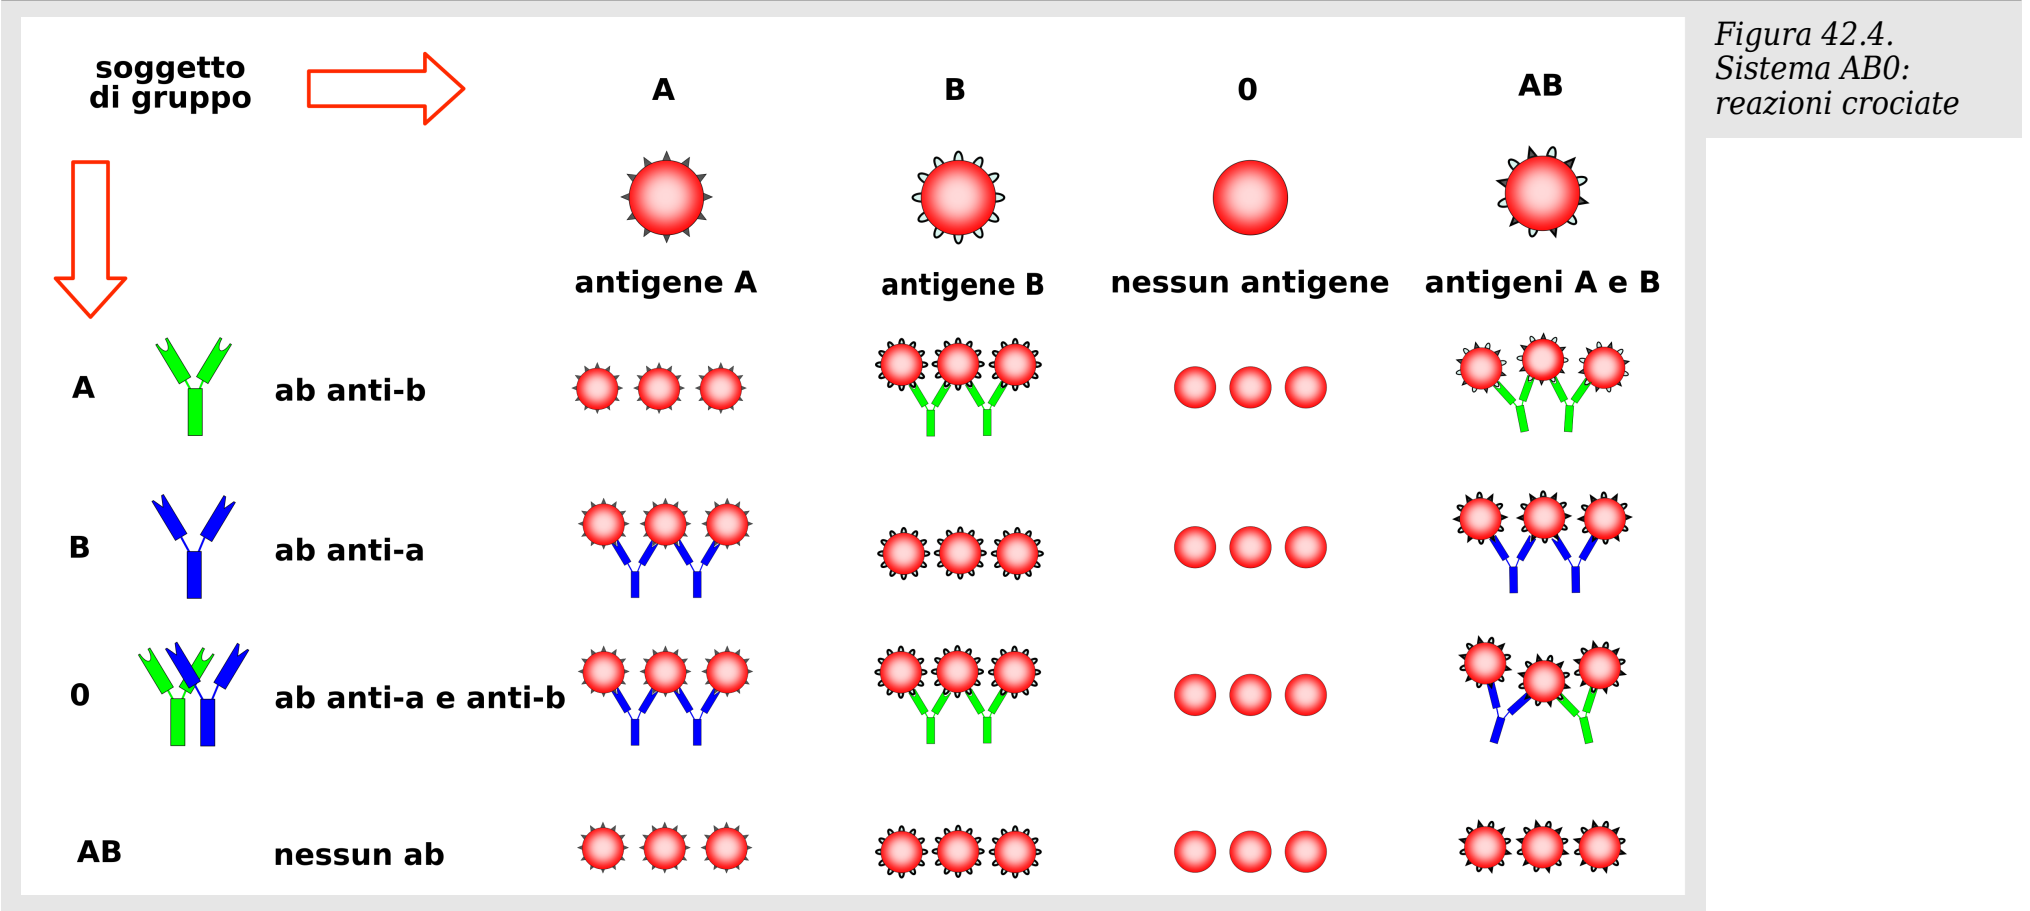 soggetto
di gruppo
A
B
0
AB
antigene A
antigene B
nessun antigene
antigeni A e B
A
ab anti-b
B
ab anti-a
0
ab anti-a e anti-b
AB
nessun ab
Figura 42.4.
Sistema AB0:
reazioni crociate